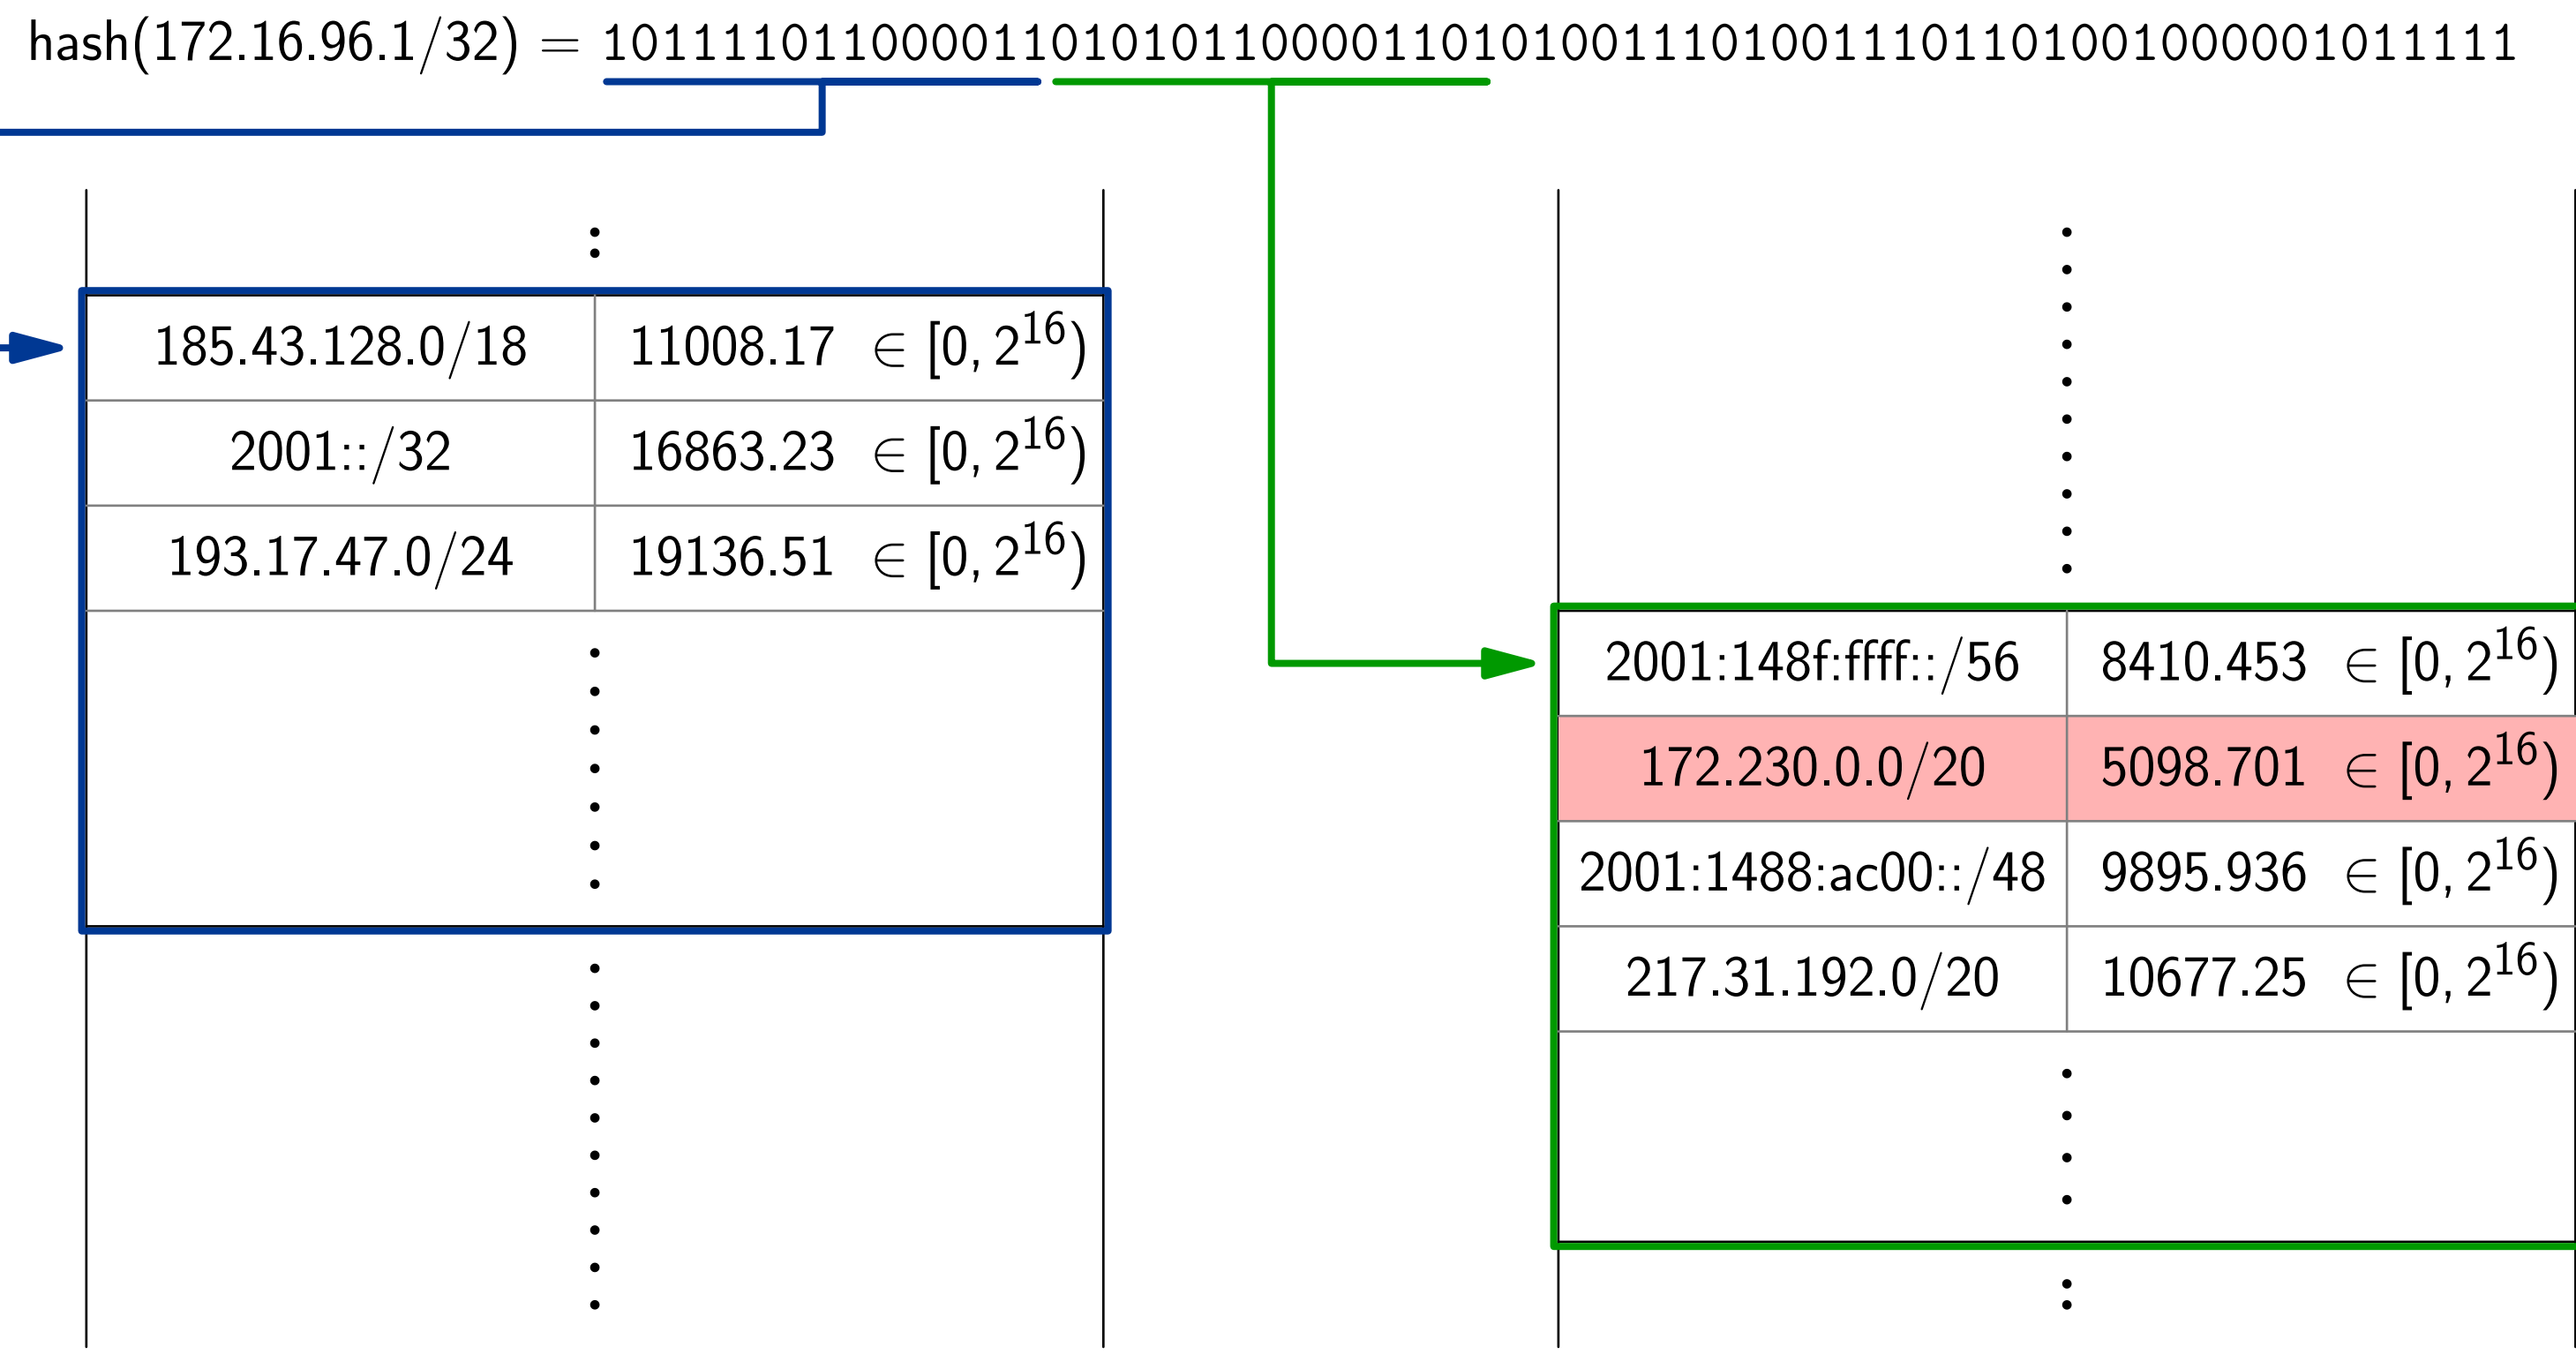 hash(172.16.96.1/32) = 1011110110000110101011000011010100111010011101101001000001011111
185.43.128.0/18 11008.17 ∈ [0, 2^16)
2001::/32 16863.23 ∈ [0, 2^16)
193.17.47.0/24 19136.51 ∈ [0, 2^16)
2001:148f:ffff::/56 8410.453 ∈ [0, 2^16)
172.230.0.0/20 5098.701 ∈ [0, 2^16)
2001:1488:ac00::/48 9895.936 ∈ [0, 2^16)
217.31.192.0/20 10677.25 ∈ [0, 2^16)